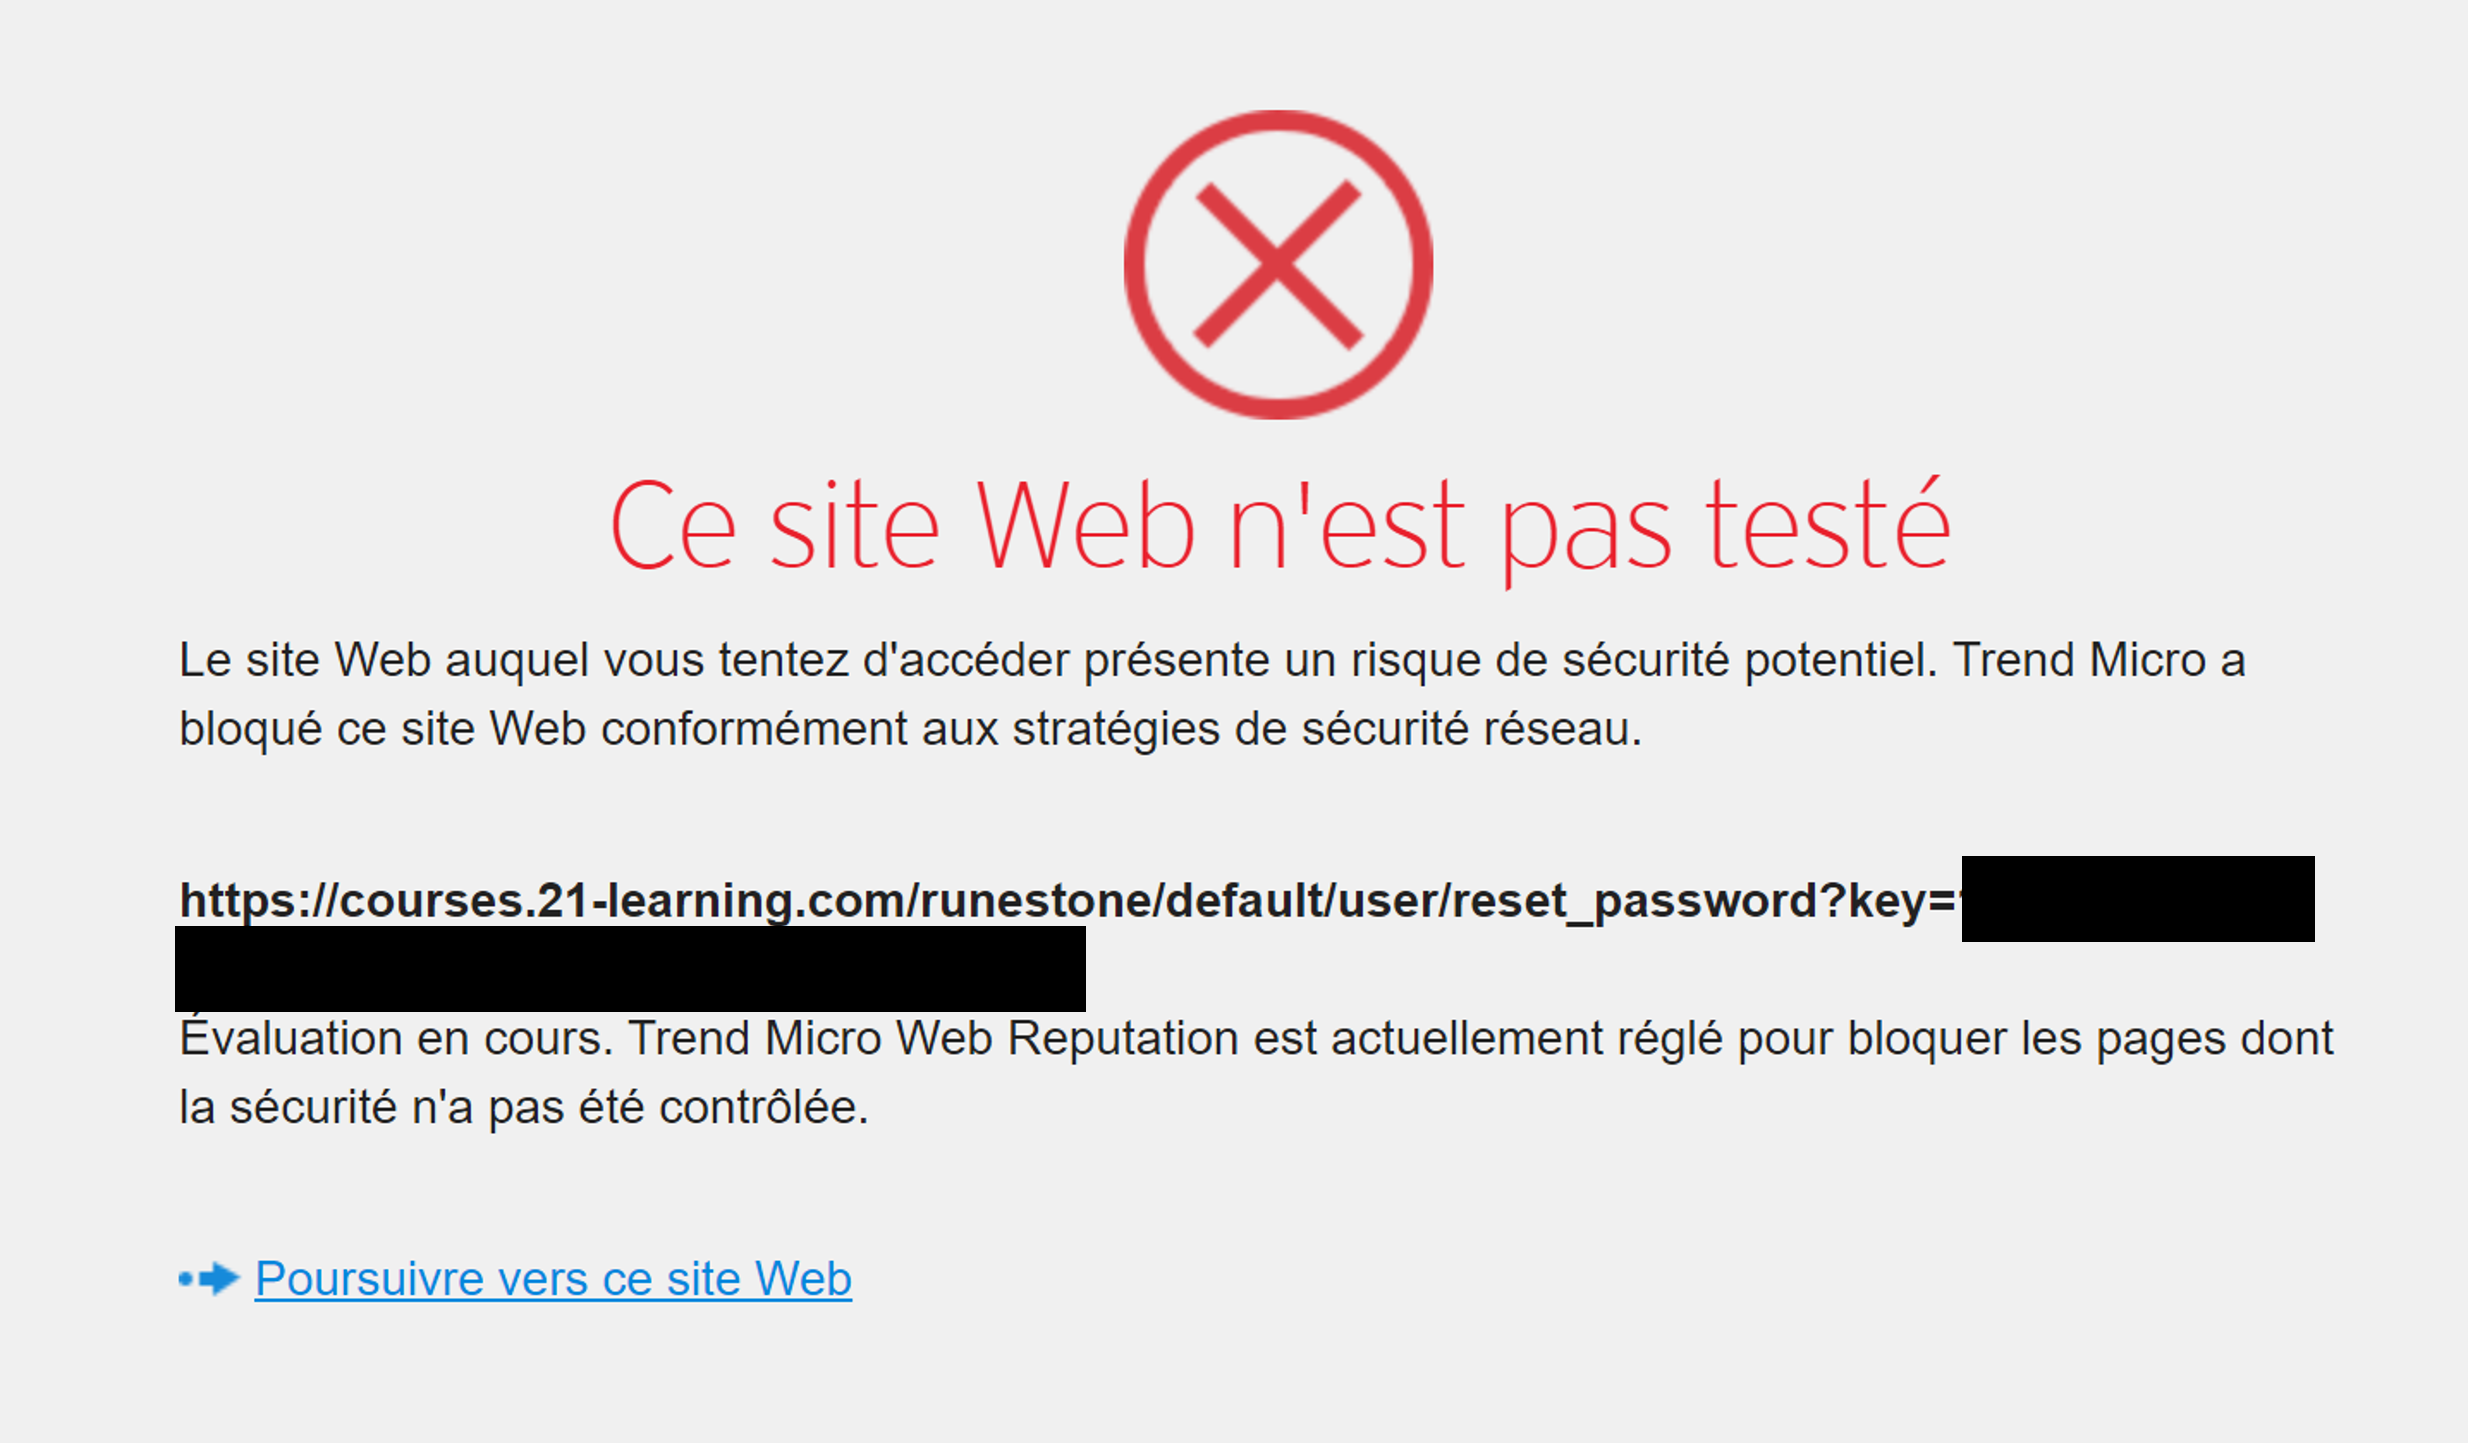 Ce site Web n'est pas testé
Le site Web auquel vous tentez d'accéder présente un risque de sécurité potentiel. Trend Micro a
bloqué ce site Web conformément aux stratégies de sécurité réseau.
https://courses.21-learning.com/runestone/default/user/reset_password?key=
Évaluation en cours. Trend Micro Web Reputation est actuellement réglé pour bloquer les pages dont
la sécurité n'a pas été contrôlée.
Poursuivre vers ce site Web